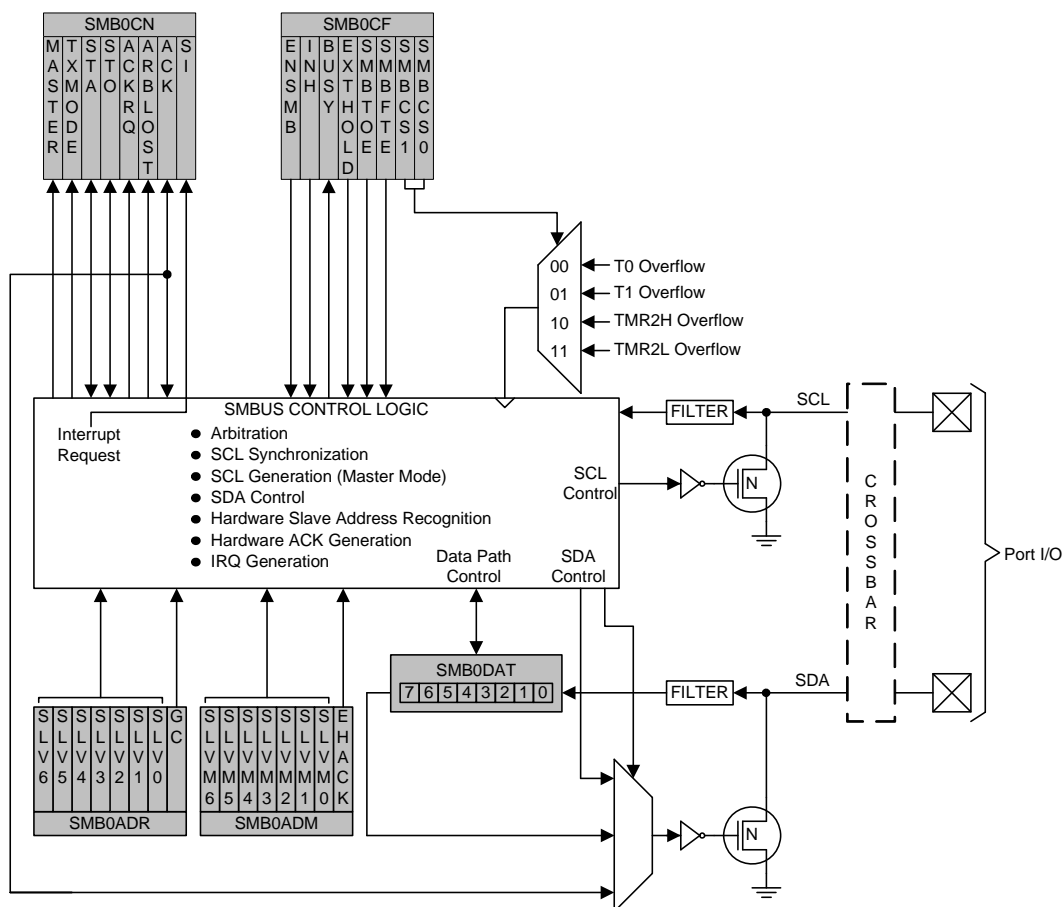 SMB0CN
MASTER
TXMODE
STA
STO
ACKRQ
ARBLOST
ACK
SI
SMB0CF
ENSMB
INH
BUSY
EXTHOLD
SMBTOE
SMBFTE
SMBCS1
SMBCS0
00
01
10
11
T0 Overflow
T1 Overflow
TMR2H Overflow
TMR2L Overflow
SMBUS CONTROL LOGIC
Interrupt
Request
● Arbitration
● SCL Synchronization
● SCL Generation (Master Mode)
● SDA Control
● Hardware Slave Address Recognition
● Hardware ACK Generation
● IRQ Generation
SCL
Control
Data Path
Control
SDA
Control
FILTER
SCL
N
CROSSBAR
Port I/O
SMB0DAT
7 6 5 4 3 2 1 0
FILTER
SDA
N
SLV6
SLV5
SLV4
SLV3
SLV2
SLV1
SLV0
GC
SMB0ADR
SLVM6
SLVM5
SLVM4
SLVM3
SLVM2
SLVM1
SLVM0
EHACK
SMB0ADM